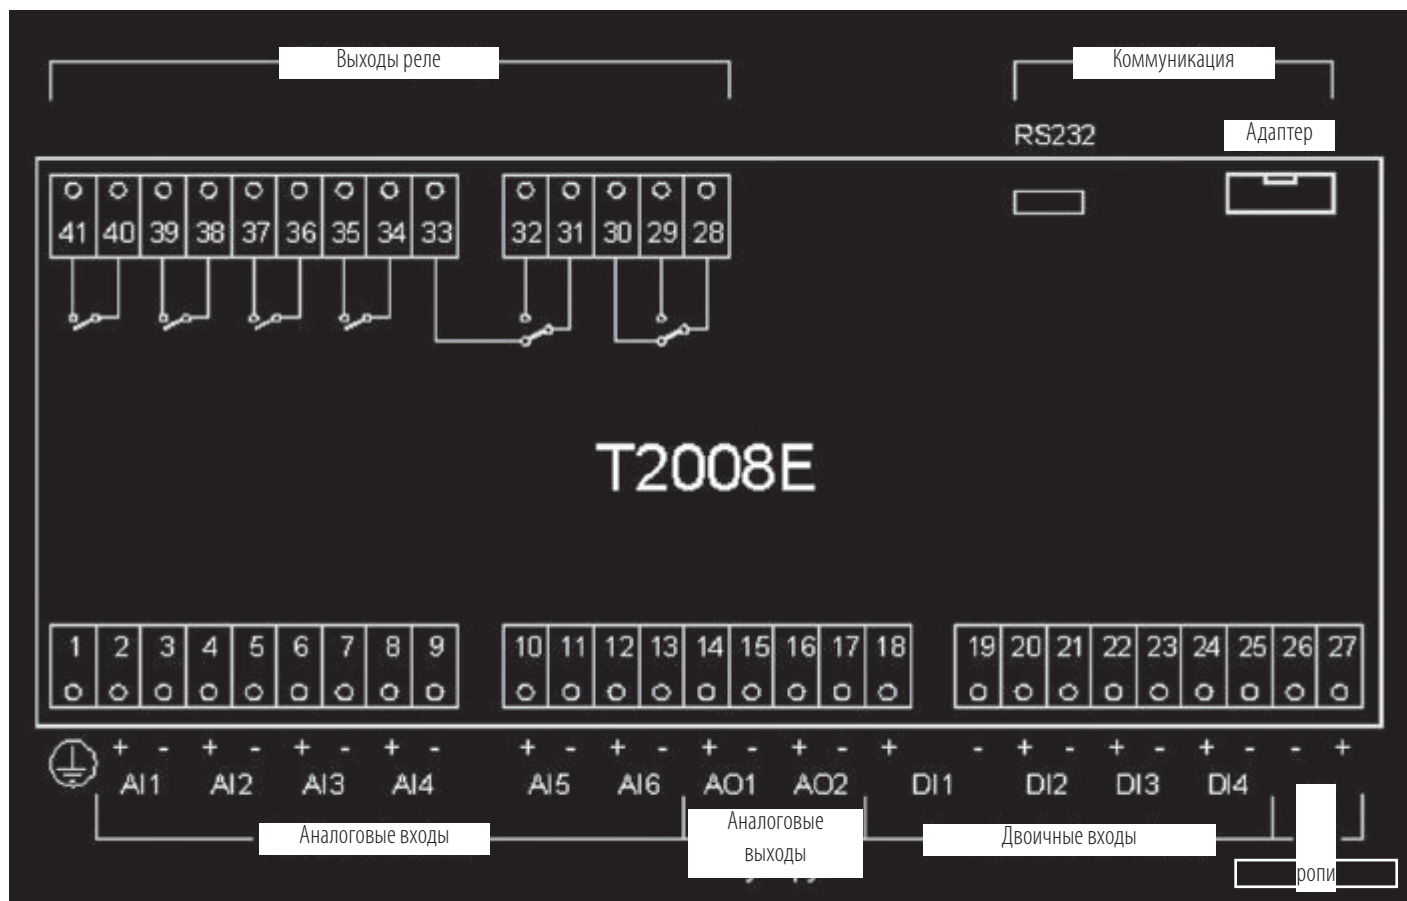 Выходы реле
Коммуникация
RS232
Адаптер
41 40 39 38 37 36 35 34 33 32 31 30 29 28
T2008E
1 2 3 4 5 6 7 8 9 10 11 12 13 14 15 16 17 18 19 20 21 22 23 24 25 26 27
+ - + - + - + - + - + - + - + - + - + - + - + - - +
AI1 AI2 AI3 AI4 AI5 AI6 AO1 AO2 DI1 DI2 DI3 DI4
Аналоговые входы
Аналоговые
выходы
Двоичные входы
ропи